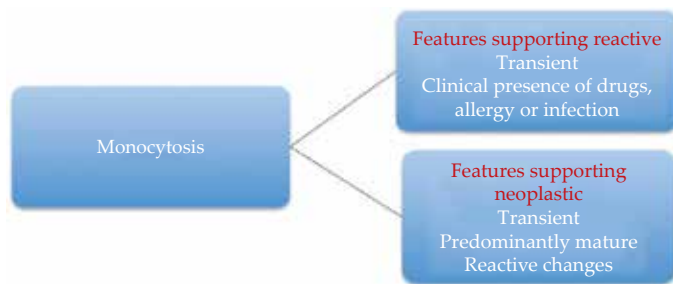 Monocytosis
Features supporting reactive
Transient
Clinical presence of drugs,
allergy or infection
Features supporting
neoplastic
Transient
Predominantly mature
Reactive changes